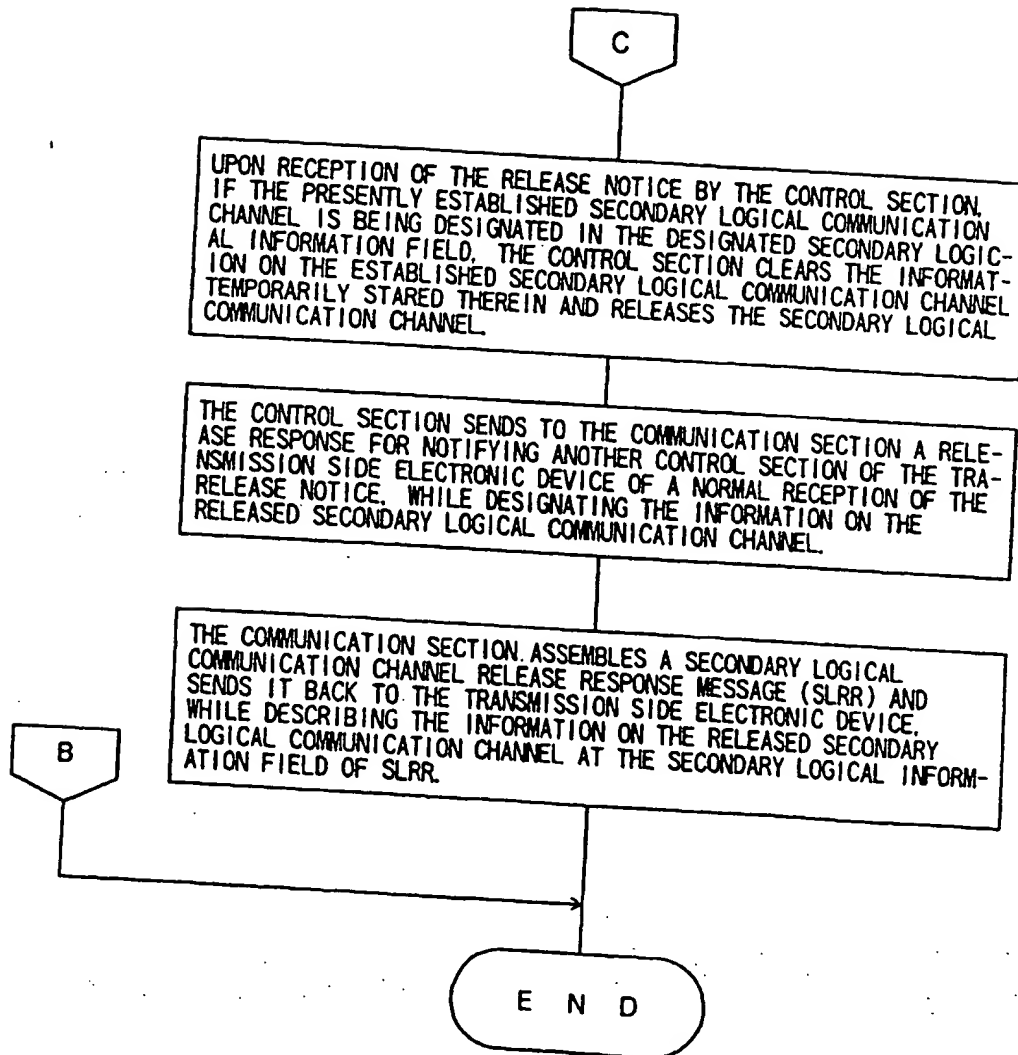 C
UPON RECEPTION OF THE RELEASE NOTICE BY THE CONTROL SECTION,
IF THE PRESENTLY ESTABLISHED SECONDARY LOGICAL COMMUNICATION
CHANNEL IS BEING DESIGNATED IN THE DESIGNATED SECONDARY LOGIC-
AL INFORMATION FIELD, THE CONTROL SECTION CLEARS THE INFORMAT-
ION ON THE ESTABLISHED SECONDARY LOGICAL COMMUNICATION CHANNEL
TEMPORARILY STARED THEREIN AND RELEASES THE SECONDARY LOGICAL
COMMUNICATION CHANNEL.
THE CONTROL SECTION SENDS TO THE COMMUNICATION SECTION A RELE-
ASE RESPONSE FOR NOTIFYING ANOTHER CONTROL SECTION OF THE TRA-
NSMISSION SIDE ELECTRONIC DEVICE OF A NORMAL RECEPTION OF THE
RELEASE NOTICE, WHILE DESIGNATING THE INFORMATION ON THE
RELEASED SECONDARY LOGICAL COMMUNICATION CHANNEL.
THE COMMUNICATION SECTION ASSEMBLES A SECONDARY LOGICAL
COMMUNICATION CHANNEL RELEASE RESPONSE MESSAGE (SLRR) AND
SENDS IT BACK TO THE TRANSMISSION SIDE ELECTRONIC DEVICE,
WHILE DESCRIBING THE INFORMATION ON THE RELEASED SECONDARY
LOGICAL COMMUNICATION CHANNEL AT THE SECONDARY LOGICAL INFORM-
ATION FIELD OF SLRR.
B
END